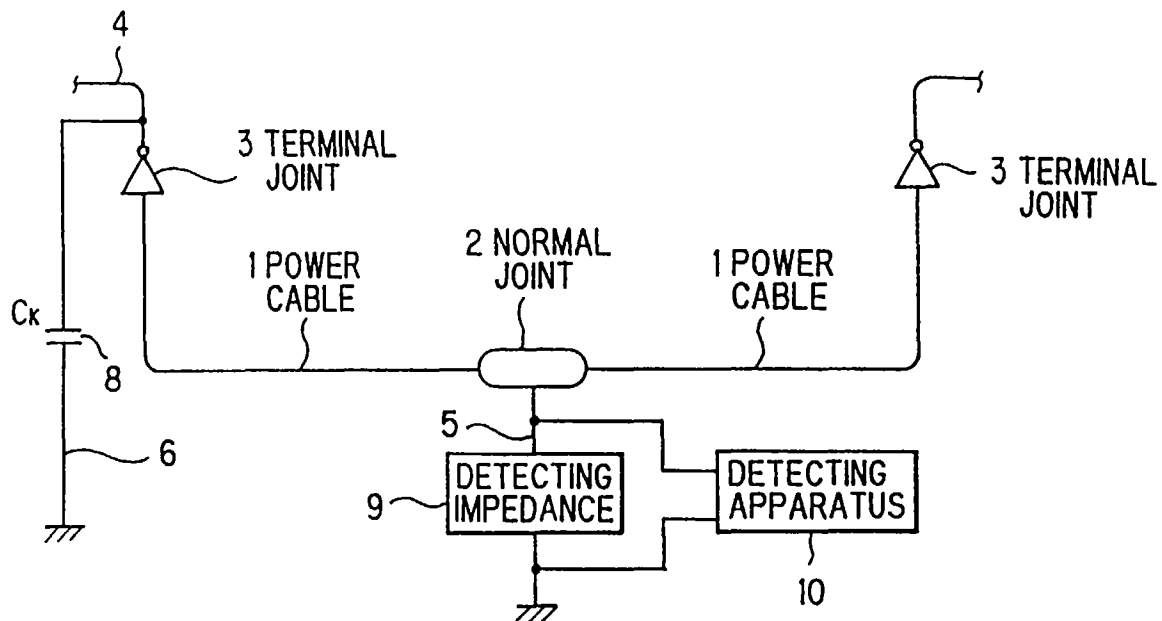 4
3 TERMINAL
JOINT
3 TERMINAL
JOINT
2 NORMAL
JOINT
1 POWER
CABLE
1 POWER
CABLE
CK
8
5
6
DETECTING
IMPEDANCE
9
DETECTING
APPARATUS
10